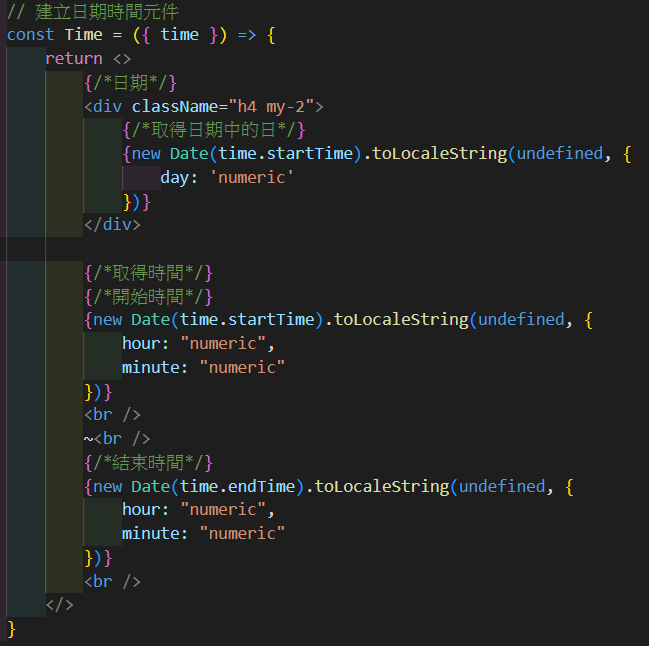 // 建立日期時間元件
const Time = ({ time }) => {
    return <>
        {/*日期*/}
        <div className="h4 my-2">
            {/*取得日期中的日*/}
            {new Date(time.startTime).toLocaleString(undefined, {
                day: 'numeric'
            })}
        </div>

        {/*取得時間*/}
        {/*開始時間*/}
        {new Date(time.startTime).toLocaleString(undefined, {
            hour: "numeric",
            minute: "numeric"
        })}
        <br />
        ~<br />
        {/*結束時間*/}
        {new Date(time.endTime).toLocaleString(undefined, {
            hour: "numeric",
            minute: "numeric"
        })}
        <br />
    </>
}